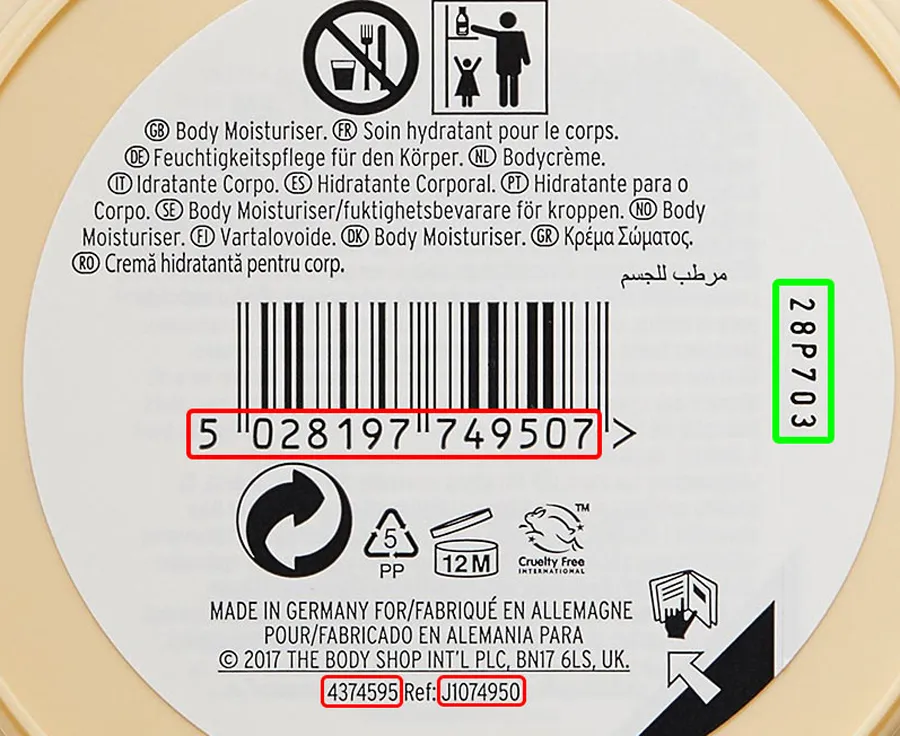 GB Body Moisturiser. FR Soin hydratant pour le corps.
DE Feuchtigkeitspflege für den Körper. NL Bodycrème.
IT Idratante Corpo. ES Hidratante Corporal. PT Hidratante para o
Corpo. SE Body Moisturiser/fuktighetsbevarare för kroppen. NO Body
Moisturiser. FI Vartalovoide. DK Body Moisturiser. GR Κρέμα Σώματος.
RO Cremă hidratantă pentru corp.
مرطب للجسم
28P703
5 028197 749507 >
5
PP
12M
TM
Cruelty Free
INTERNATIONAL
MADE IN GERMANY FOR/FABRIQUÉ EN ALLEMAGNE
POUR/FABRICADO EN ALEMANIA PARA
© 2017 THE BODY SHOP INT'L PLC, BN17 6LS, UK.
4374595 Ref: J1074950